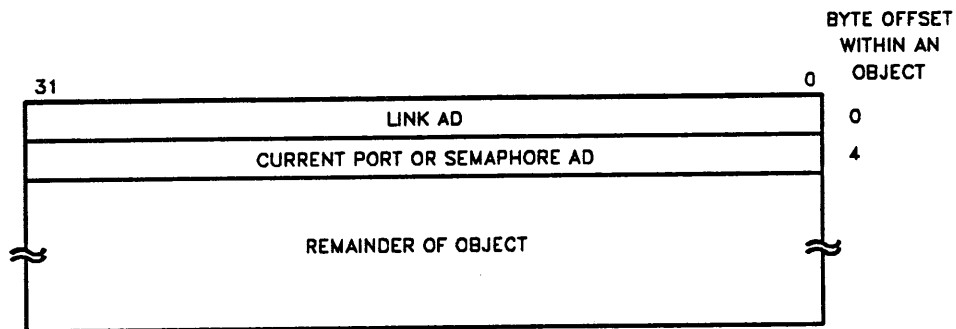 BYTE OFFSET
WITHIN AN
OBJECT
31 0
LINK AD 0
CURRENT PORT OR SEMAPHORE AD 4
REMAINDER OF OBJECT